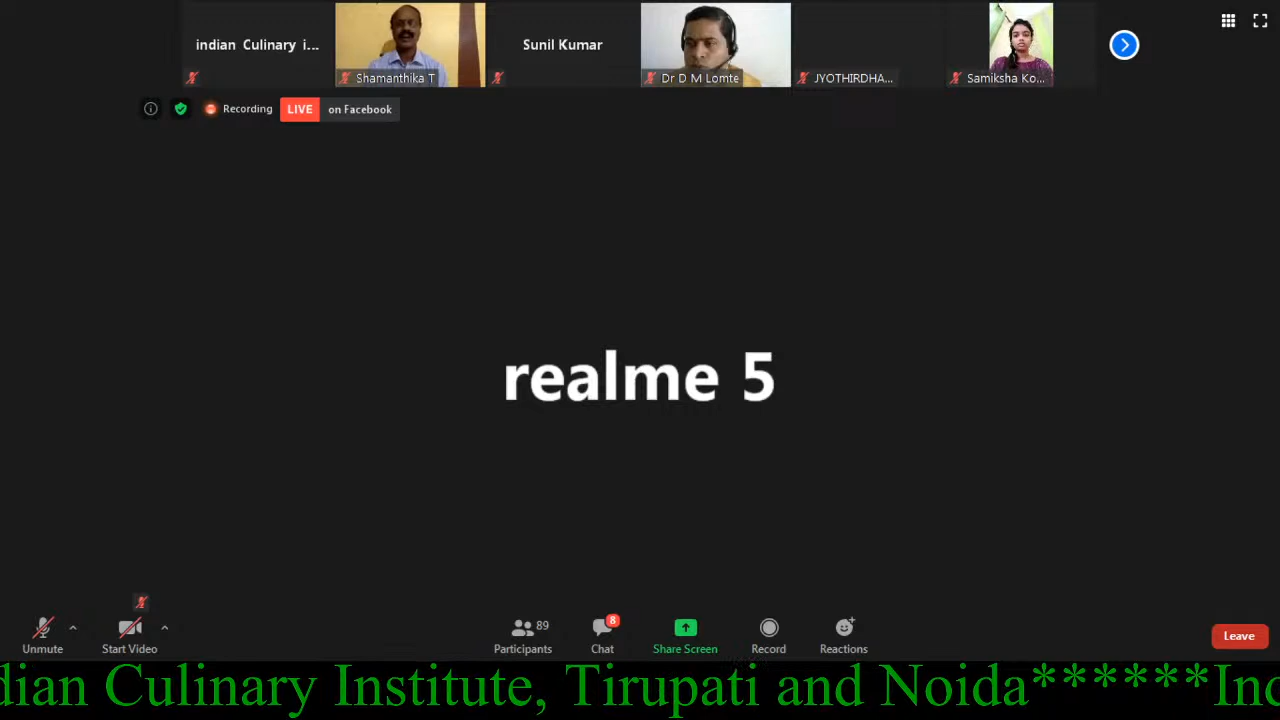 indian Culinary i...
Shamanthika T
Sunil Kumar
Dr D M Lomte
JYOTHIRDHA...
Samiksha Ko...
Recording
LIVE
on Facebook
realme 5
Unmute
Start Video
89
Participants
8
Chat
Share Screen
Record
Reactions
Leave
dian Culinary Institute, Tirupati and Noida******Ind